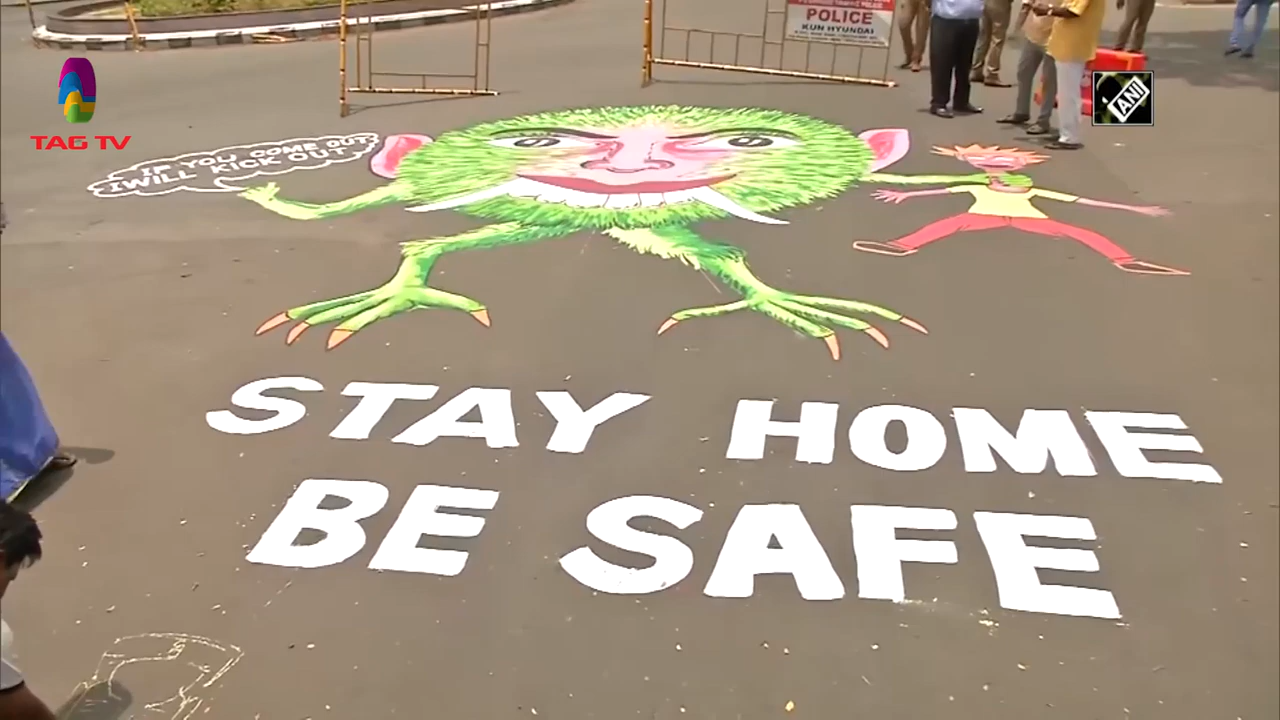 POLICE
KUN HYUNDAI
TAG TV
ANI
IF YOU COME OUT
I WILL KICK OUT
STAY HOME
BE SAFE